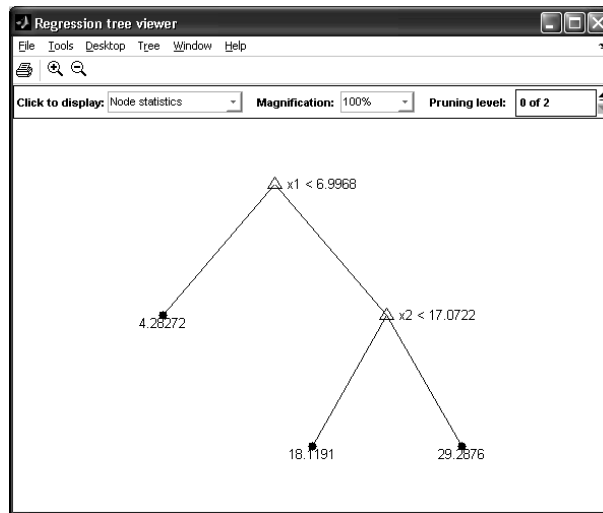 Regression tree viewer
File Tools Desktop Tree Window Help
Click to display: Node statistics Magnification: 100% Pruning level: 0 of 2
x1 < 6.9968
4.28272
x2 < 17.0722
18.1191
29.2876